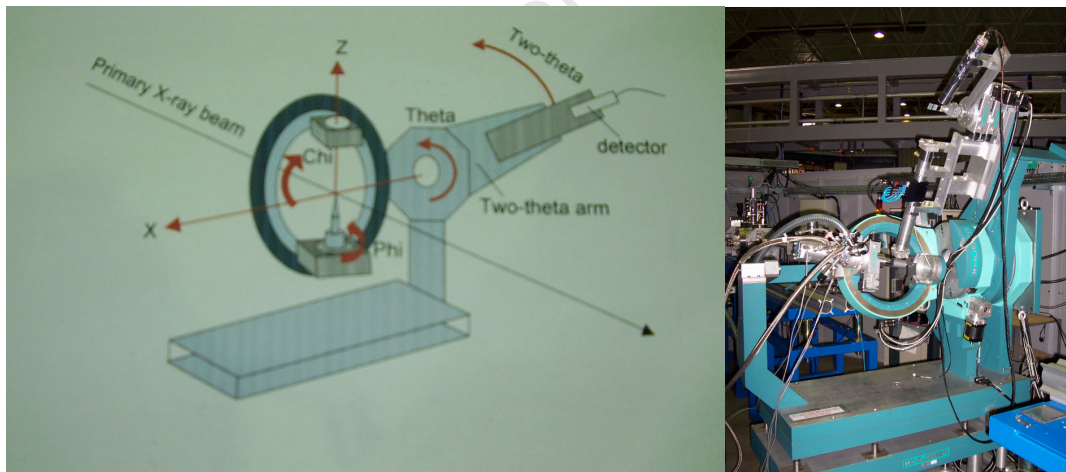 Z
Two-theta
Primary X-ray beam
Theta
detector
Chi
Two-theta arm
X
Phi